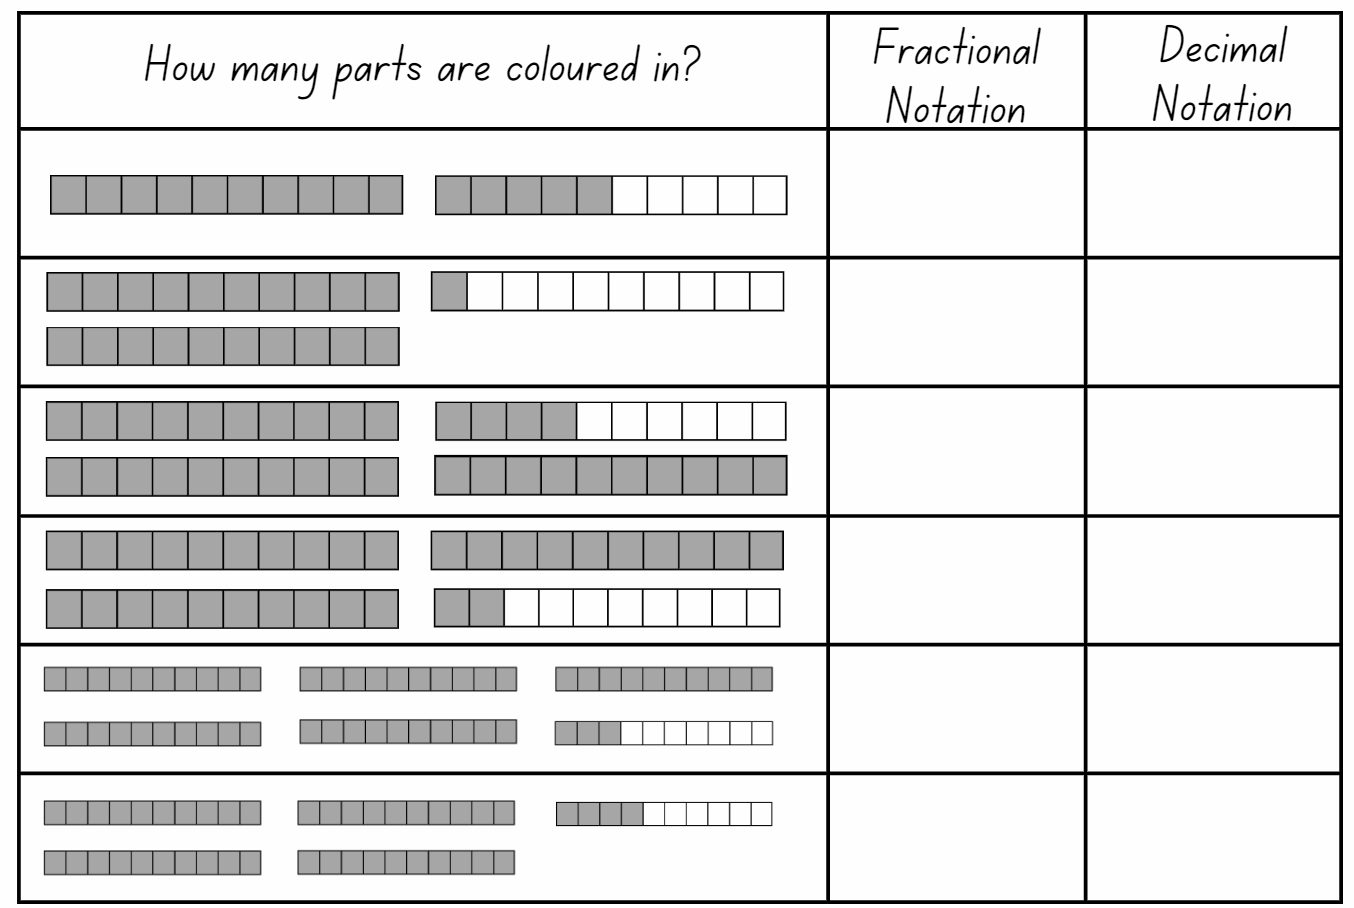 How many parts are coloured in?
Fractional
Notation
Decimal
Notation